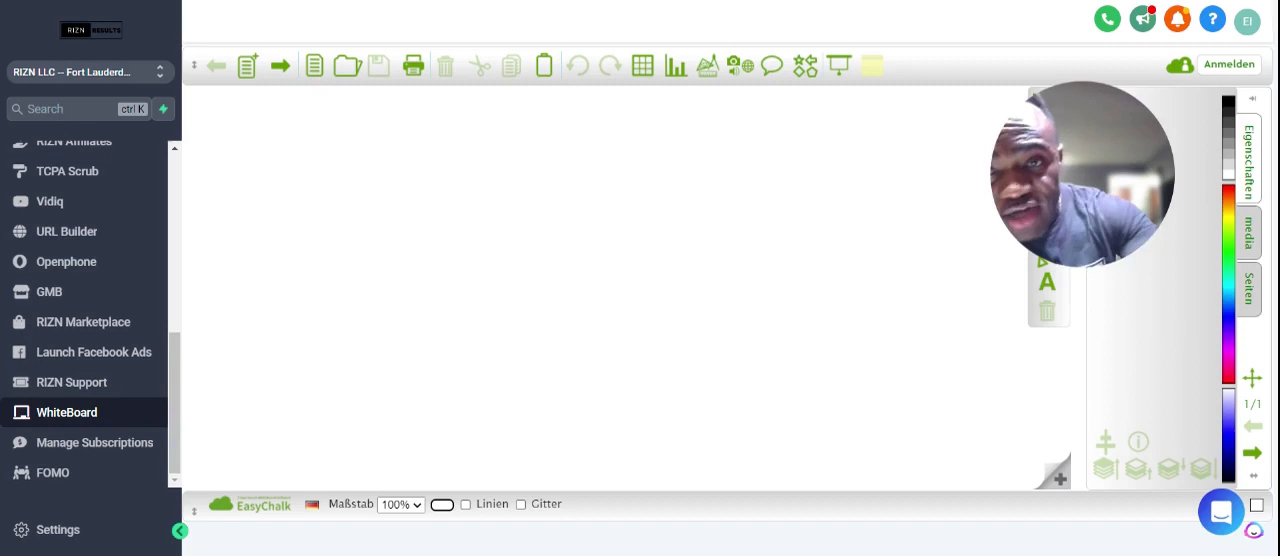 RIZN RESULTS
RIZN LLC -- Fort Lauderd...
Search
ctrl K
RIZN Affiliates
TCPA Scrub
Vidiq
URL Builder
Openphone
GMB
RIZN Marketplace
Launch Facebook Ads
RIZN Support
WhiteBoard
Manage Subscriptions
FOMO
Settings
EI
Anmelden
A
Eigenschaften
media
Seiten
1/1
EasyChalk
Maßstab
100%
Linien
Gitter